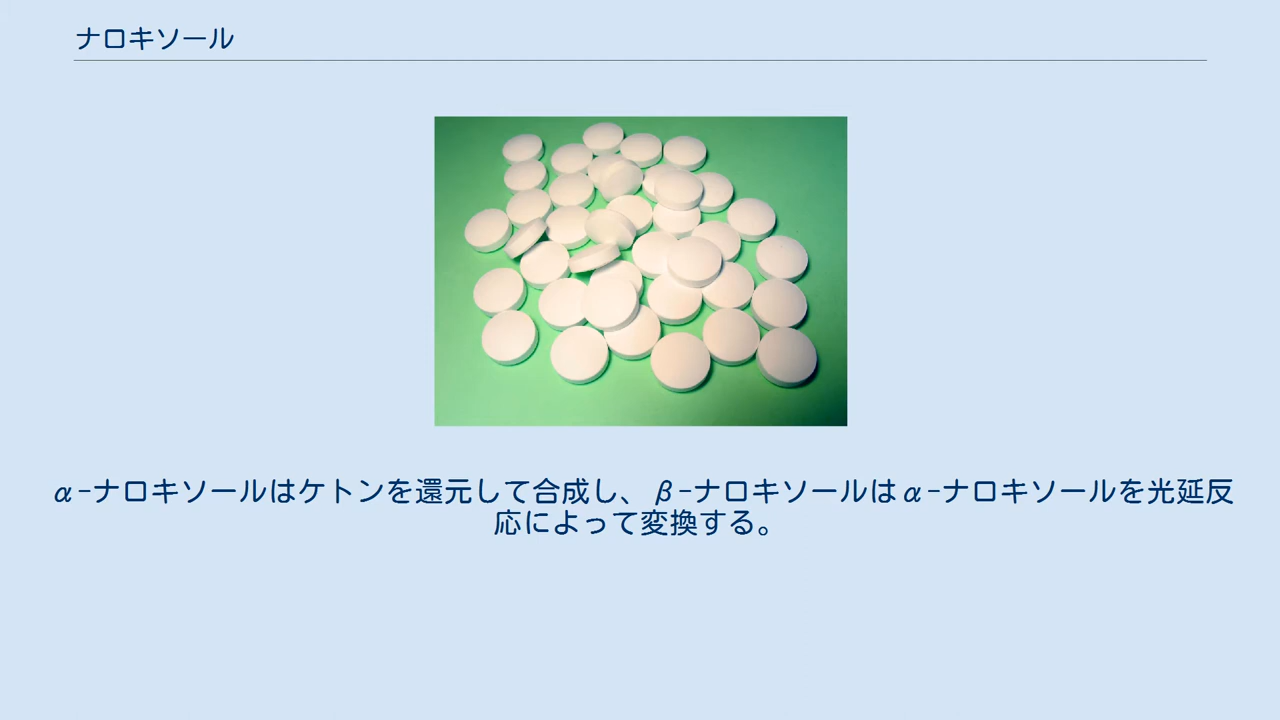 ナロキソール
α-ナロキソールはケトンを還元して合成し、β-ナロキソールはα-ナロキソールを光延反
応によって変換する。